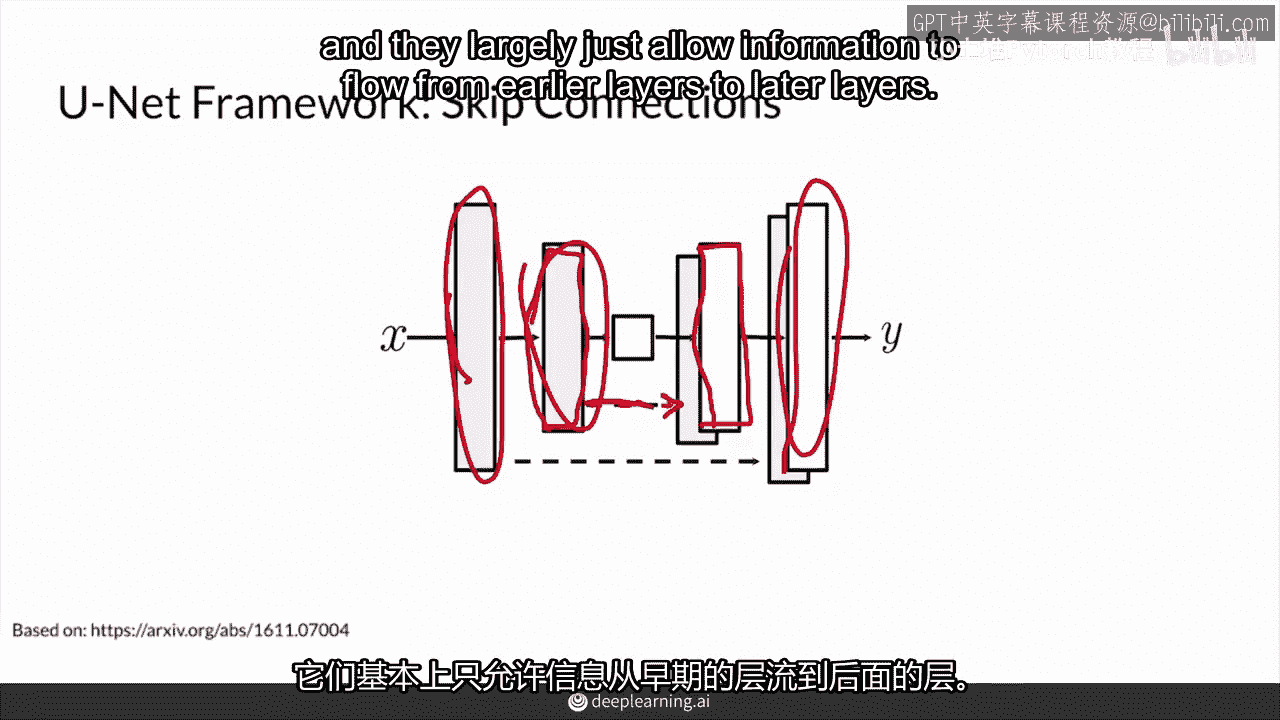 GPT中英字幕课程资源@bilibili.com
and they largely just allow information to
flow from earlier layers to later layers.
U-Net Framework: Skip Connections
x
y
Based on: https://arxiv.org/abs/1611.07004
它们基本上只允许信息从早期的层流到后面的层。
deeplearning.ai